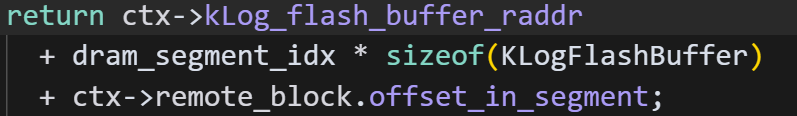 return ctx->kLog_flash_buffer_raddr
+ dram_segment_idx * sizeof(KLogFlashBuffer)
+ ctx->remote_block.offset_in_segment;